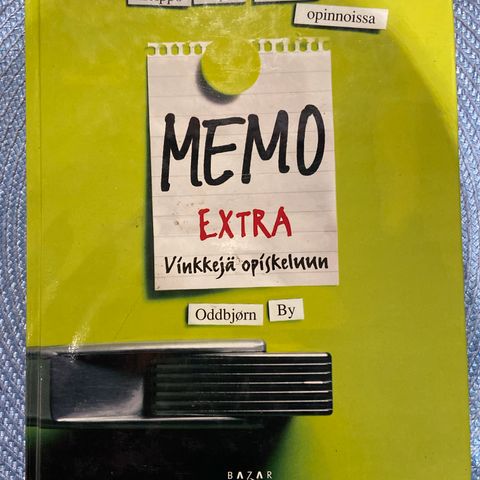 opinnoissa
MEMO
EXTRA
Vinkkejä opiskeluun
Oddbjørn By
BAZAR